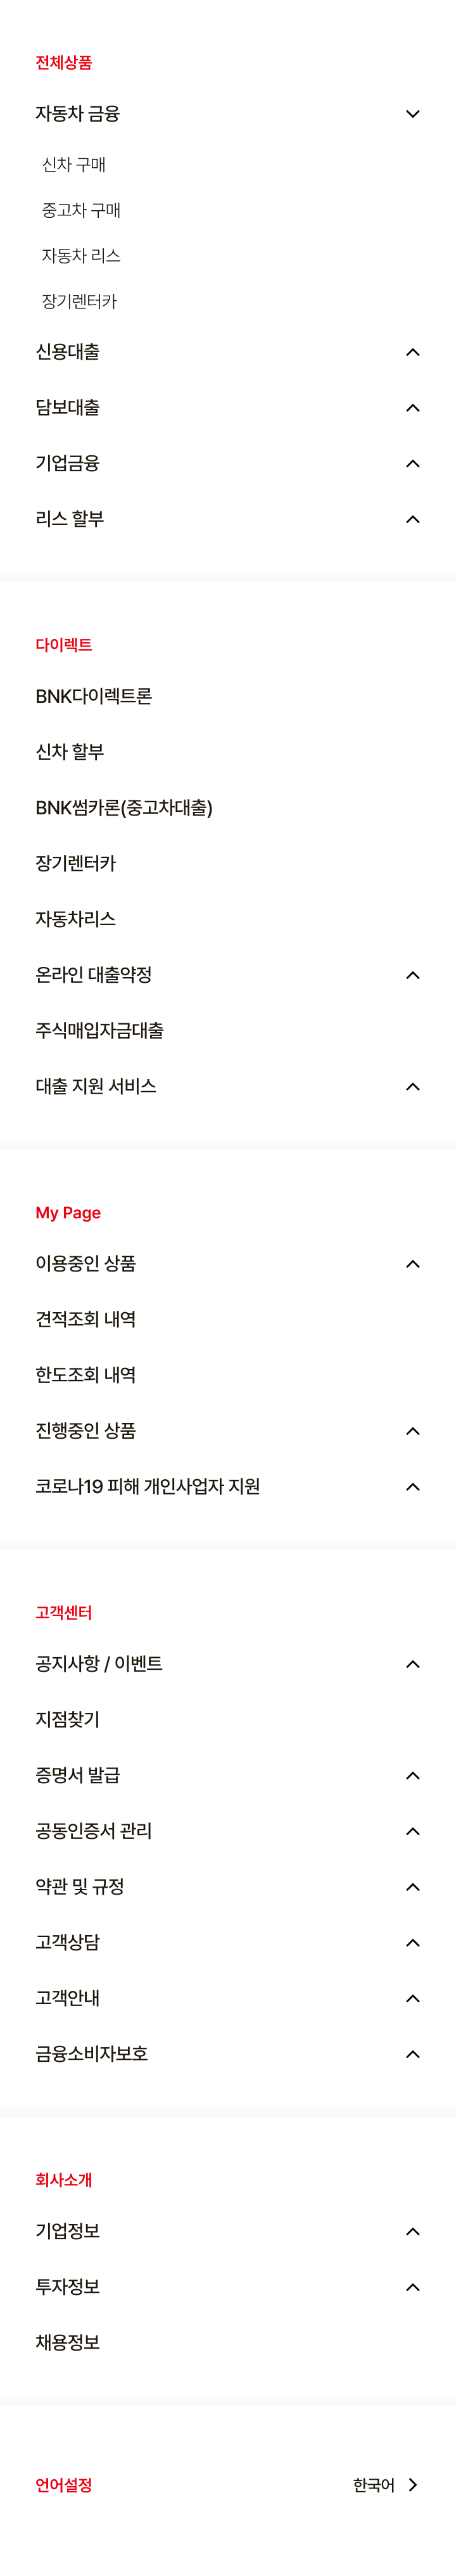 전체상품
자동차 금융
신차 구매
중고차 구매
자동차 리스
장기렌터카
신용대출
담보대출
기업금융
리스 할부
다이렉트
BNK다이렉트론
신차 할부
BNK썸카론(중고차대출)
장기렌터카
자동차리스
온라인 대출약정
주식매입자금대출
대출 지원 서비스
My Page
이용중인 상품
견적조회 내역
한도조회 내역
진행중인 상품
코로나19 피해 개인사업자 지원
고객센터
공지사항 / 이벤트
지점찾기
증명서 발급
공동인증서 관리
약관 및 규정
고객상담
고객안내
금융소비자보호
회사소개
기업정보
투자정보
채용정보
언어설정 한국어